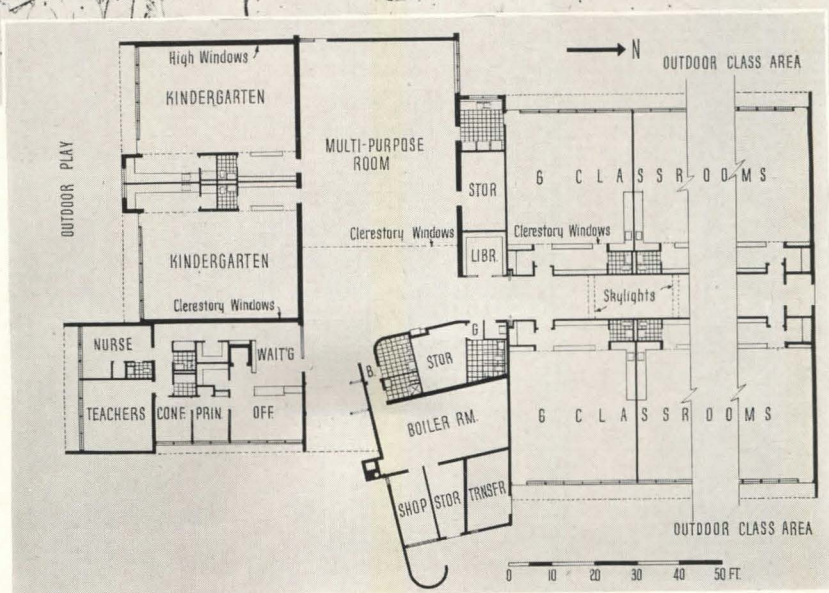 High Windows
KINDERGARTEN
OUTDOOR PLAY
KINDERGARTEN
Clerestory Windows
MULTI-PURPOSE
ROOM
Clerestory Windows
N
OUTDOOR CLASS AREA
STOR
LIBR.
6 CLASSROOMS
Clerestory Windows
Skylights
6 CLASSROOMS
OUTDOOR CLASS AREA
NURSE
TEACHERS
CONF.
PRIN.
WAIT'G
OFF.
B.
STOR
G
BOILER RM.
SHOP
STOR
TRNSFR
0 10 20 30 40 50 FT.